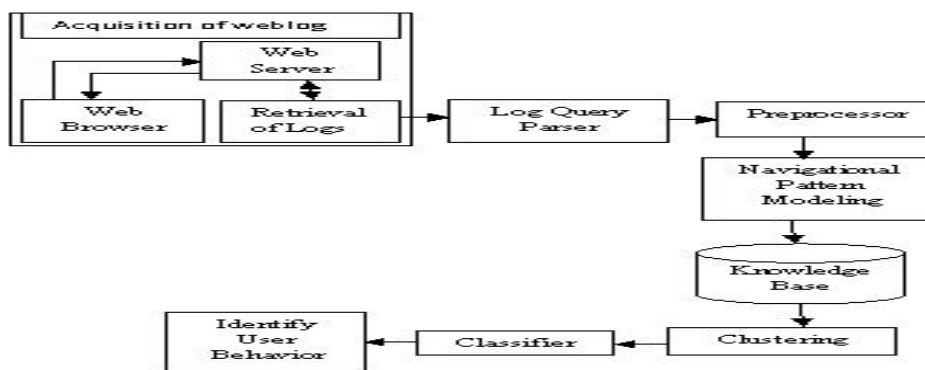 Acquisition of weblog
Web
Server
Web
Browser
Retrieval
of Logs
Log Query
Parser
Preprocessor
Navigational
Pattern
Modeling
Knowledge
Base
Clustering
Classifier
Identify
User
Behavior